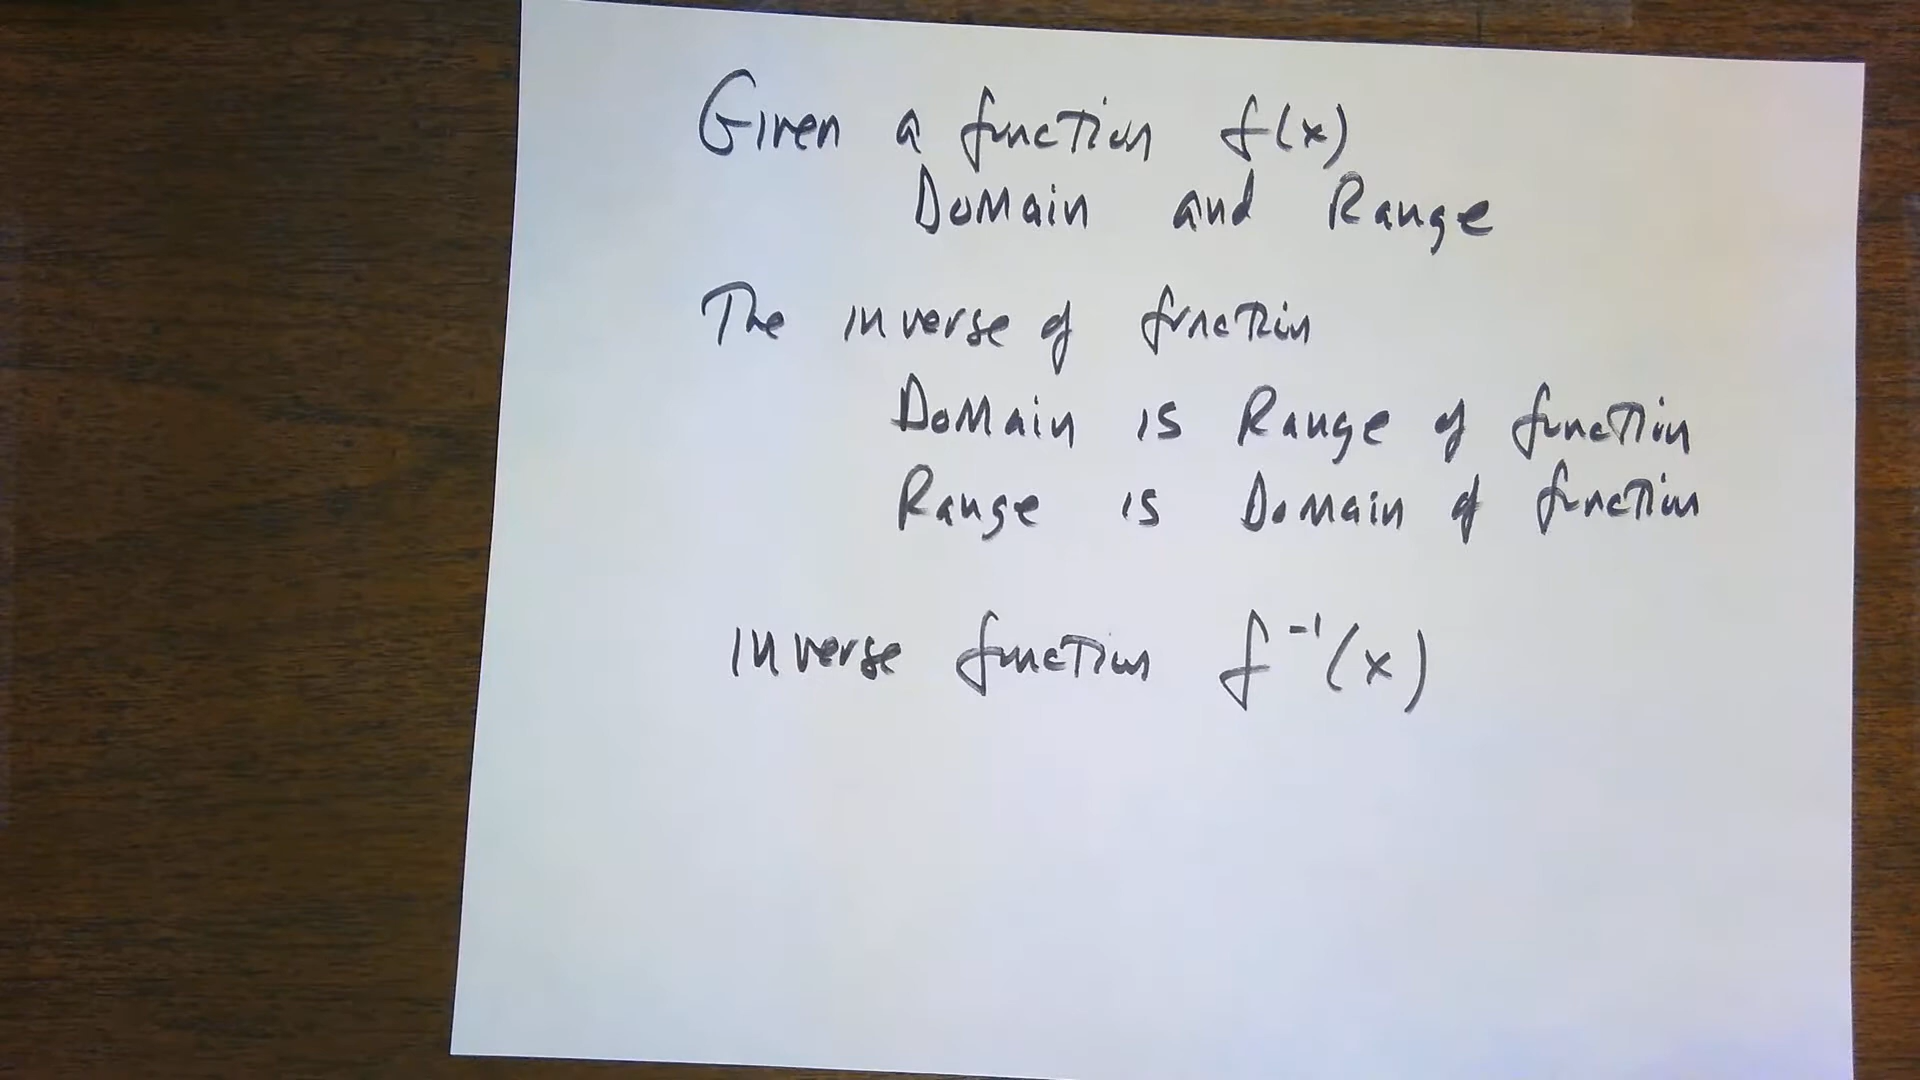 Given a function f(x)
Domain and Range
The inverse of function
Domain is Range of function
Range is Domain of function
inverse function f⁻¹(x)